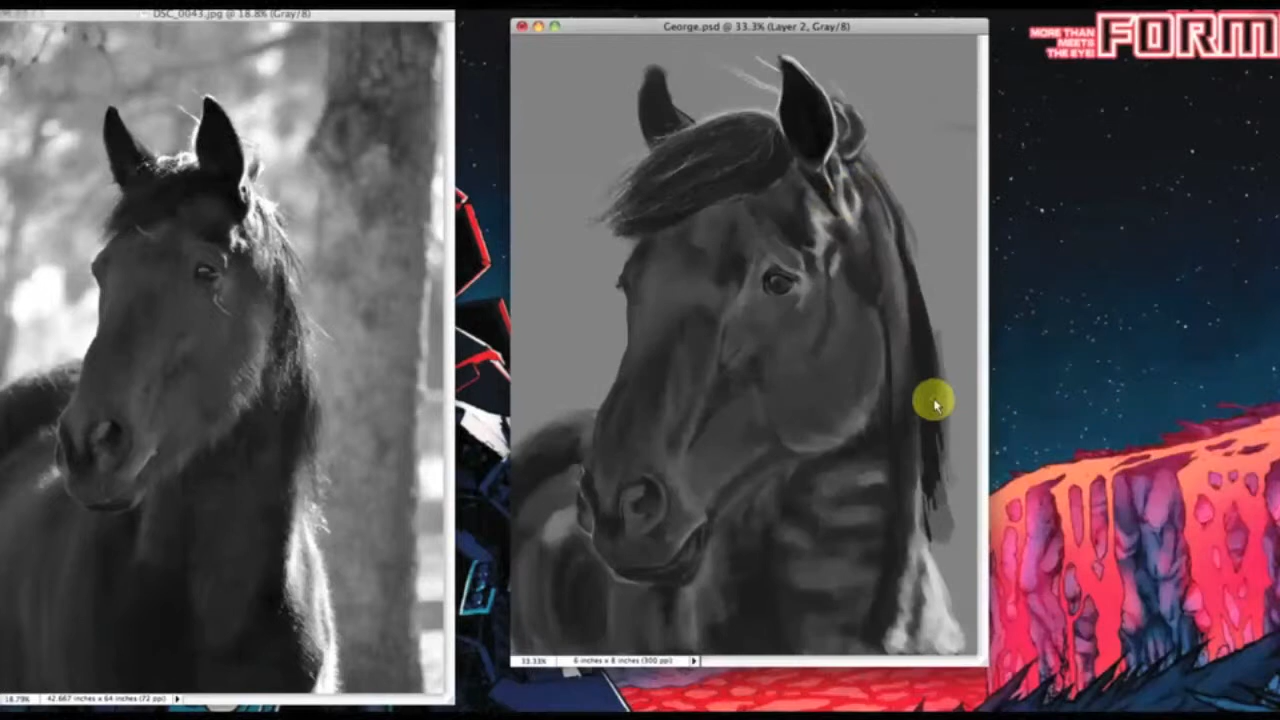 DSC_0043.jpg @ 18.8% (Gray/8)
George.psd @ 33.3% (Layer 2, Gray/8)
MORE THAN
MEETS
THE EYE!
FORM
33.33%
6 inches x 8 inches (300 ppi)
18.79%
42.667 inches x 64 inches (72 ppi)